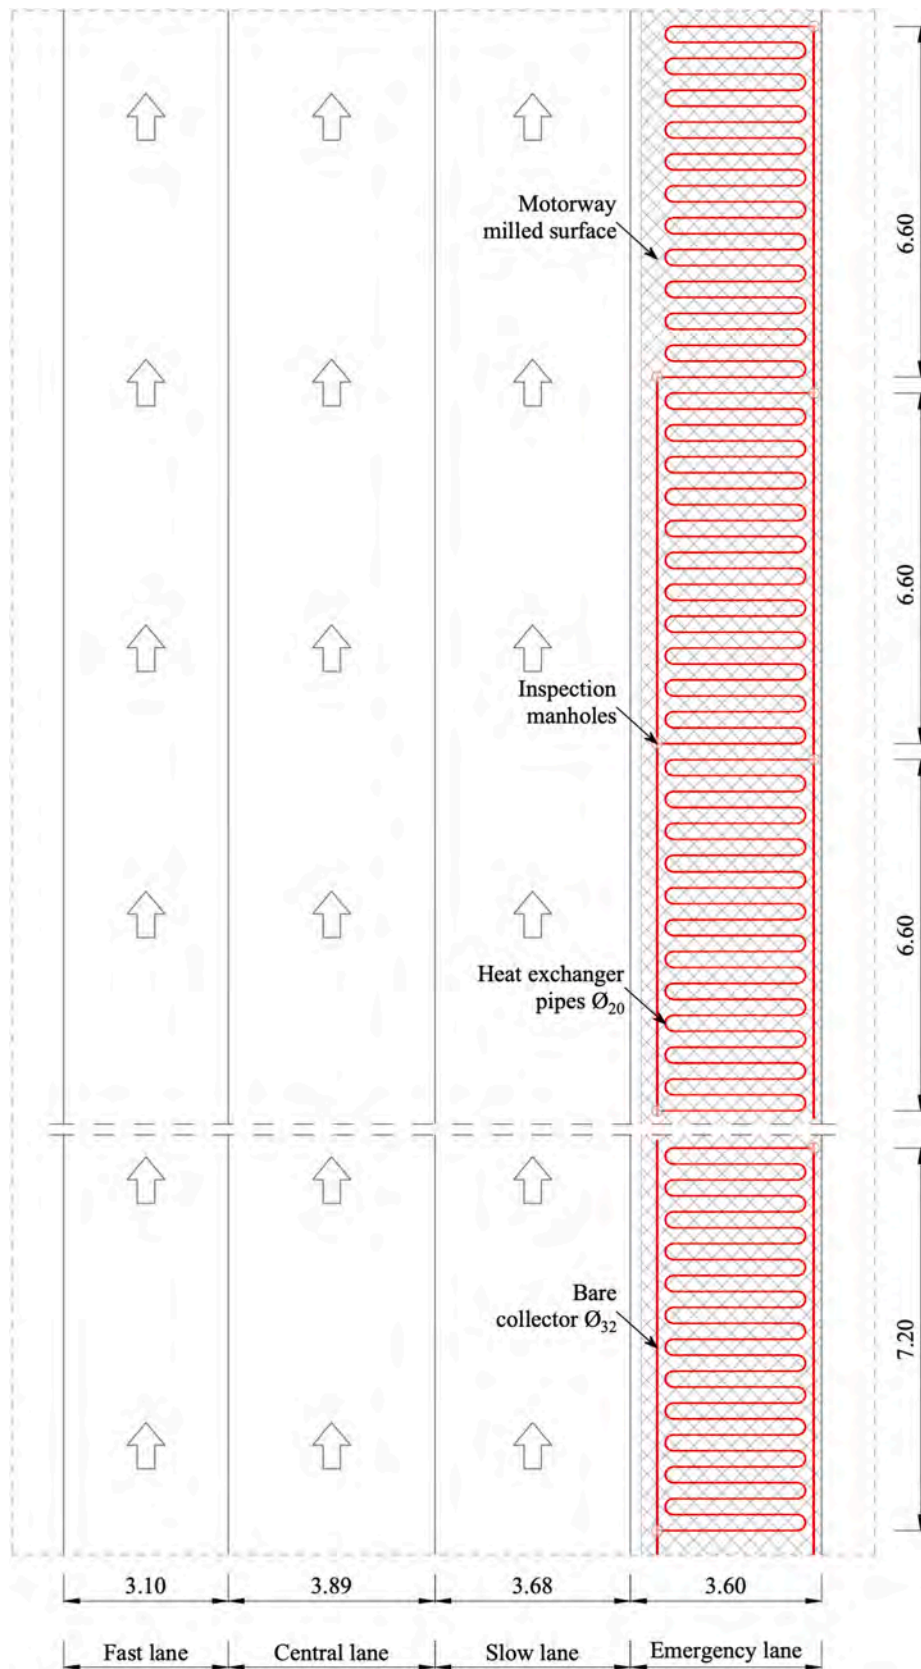 Motorway
milled surface
6.60
6.60
Inspection
manholes
6.60
Heat exchanger
pipes Ø20
Bare
collector Ø32
7.20
3.10 3.89 3.68 3.60
Fast lane Central lane Slow lane Emergency lane